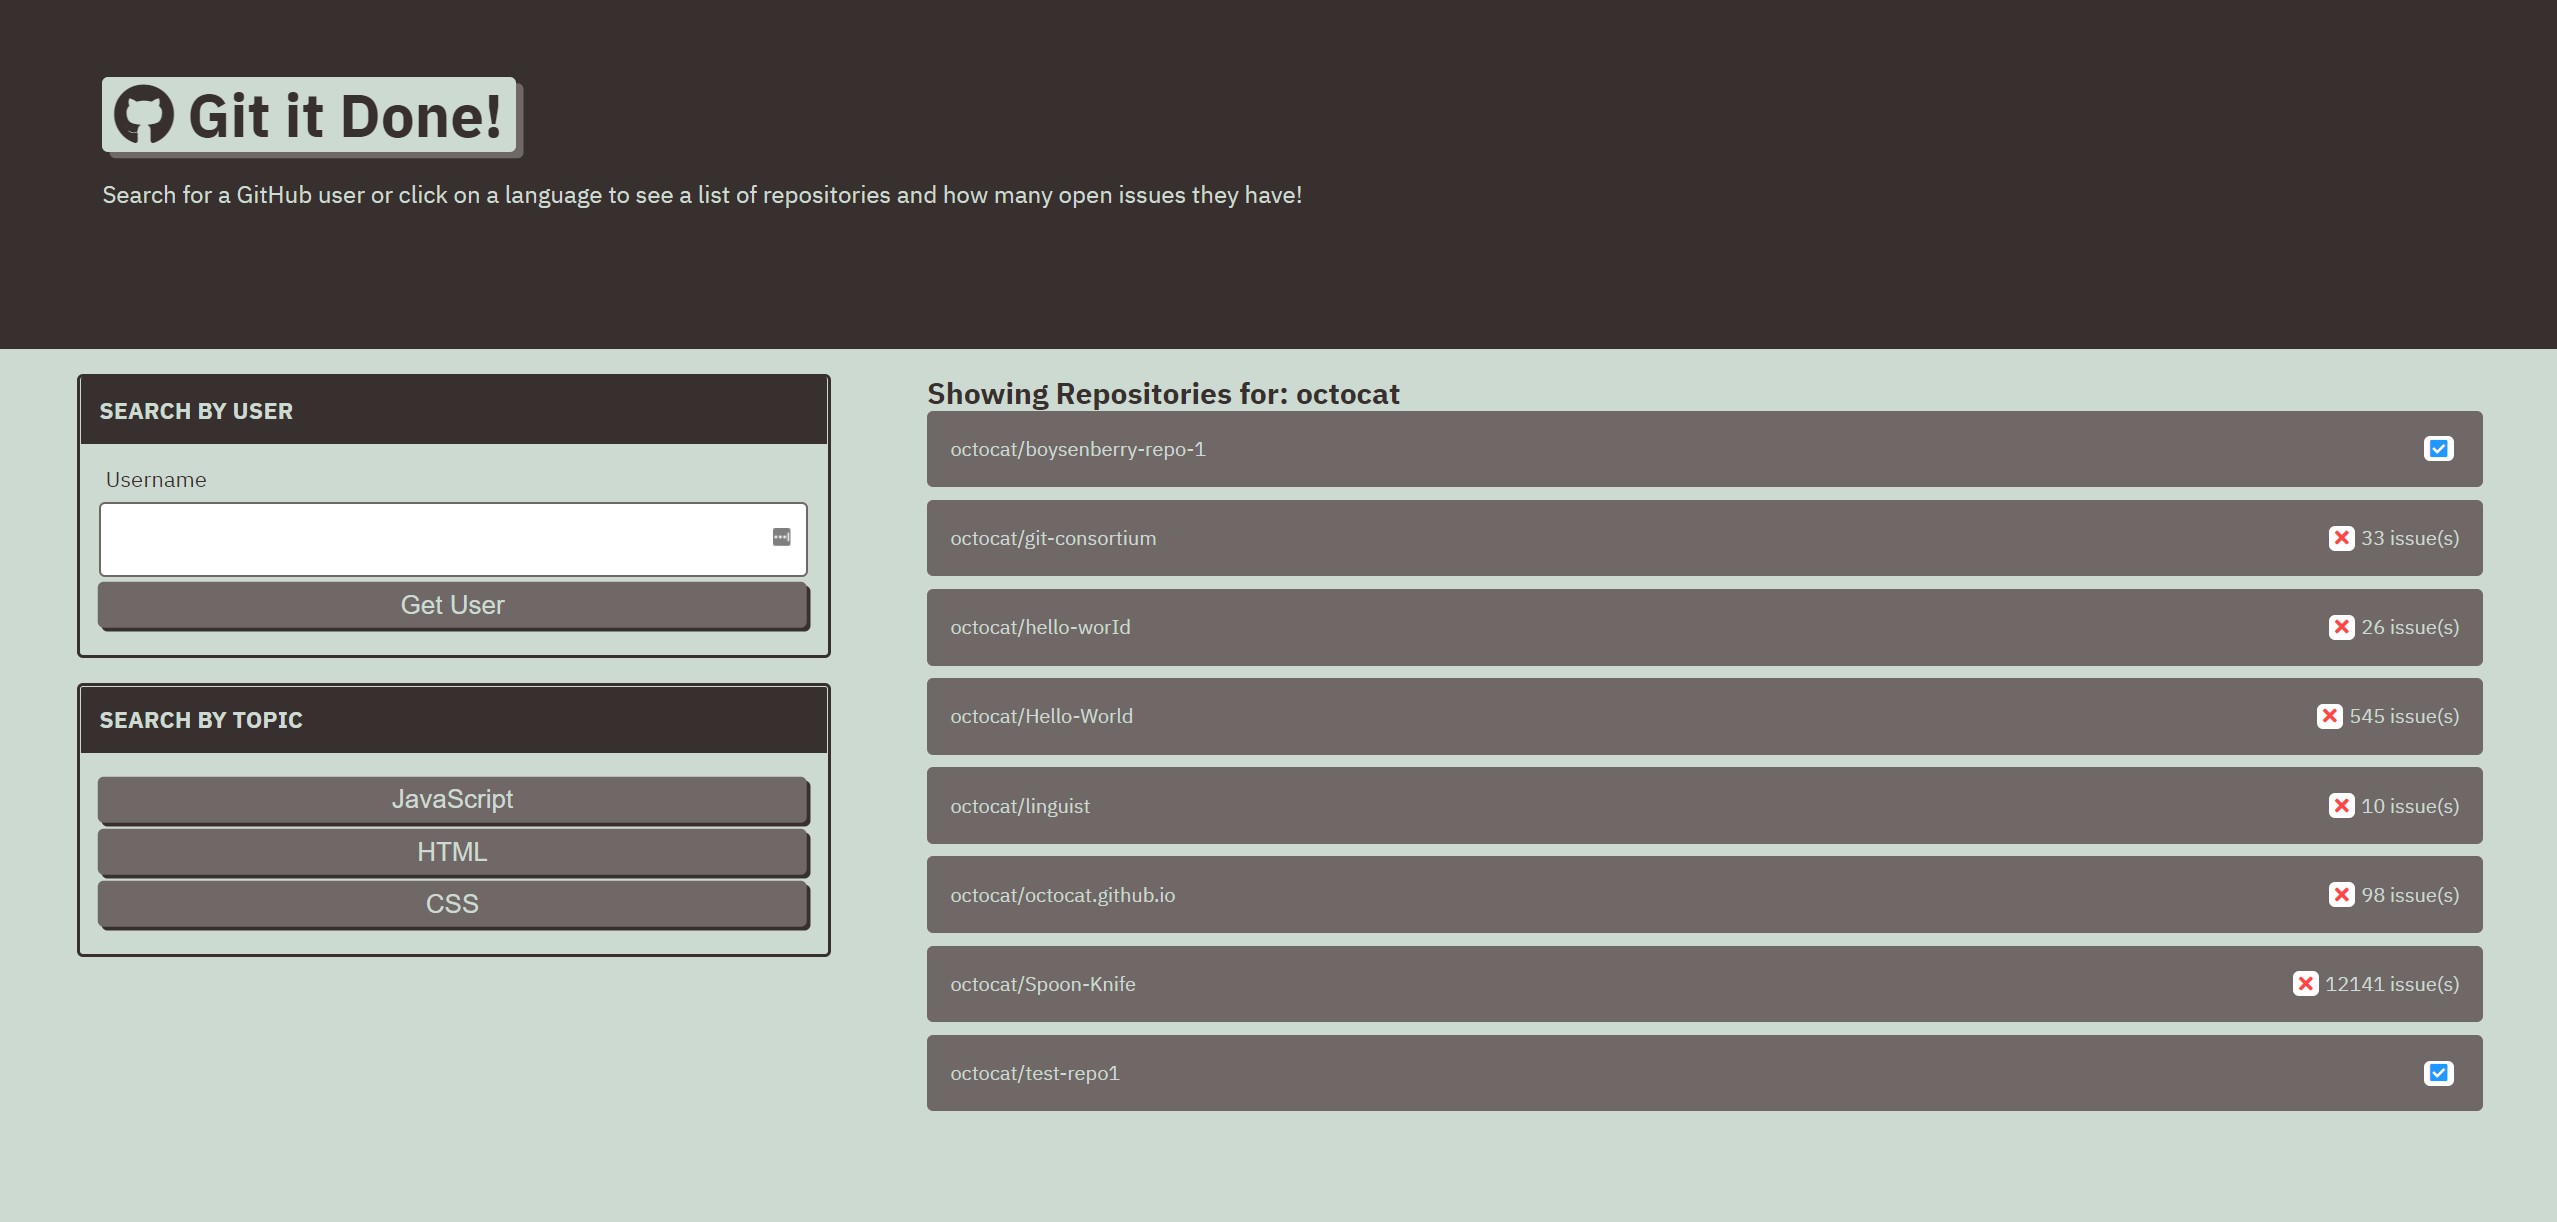 Git it Done!
Search for a GitHub user or click on a language to see a list of repositories and how many open issues they have!
SEARCH BY USER
Username
Get User
SEARCH BY TOPIC
JavaScript
HTML
CSS
Showing Repositories for: octocat
octocat/boysenberry-repo-1
octocat/git-consortium 33 issue(s)
octocat/hello-worId 26 issue(s)
octocat/Hello-World 545 issue(s)
octocat/linguist 10 issue(s)
octocat/octocat.github.io 98 issue(s)
octocat/Spoon-Knife 12141 issue(s)
octocat/test-repo1